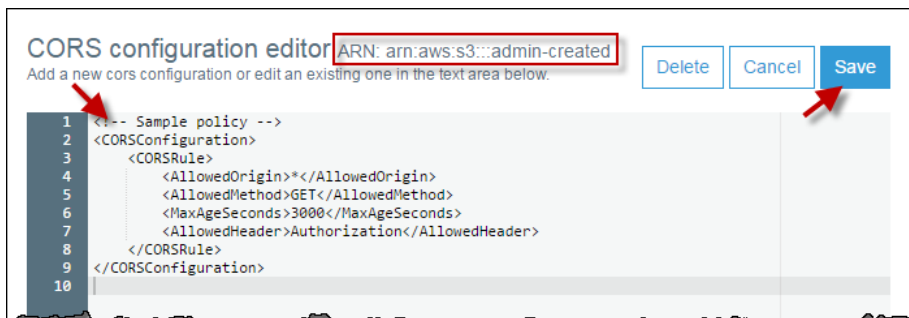 CORS configuration editor ARN: arn:aws:s3:::admin-created
Add a new cors configuration or edit an existing one in the text area below.
Delete Cancel Save
1 <!-- Sample policy -->
2 <CORSConfiguration>
3 <CORSRule>
4 <AllowedOrigin>*</AllowedOrigin>
5 <AllowedMethod>GET</AllowedMethod>
6 <MaxAgeSeconds>3000</MaxAgeSeconds>
7 <AllowedHeader>Authorization</AllowedHeader>
8 </CORSRule>
9 </CORSConfiguration>
10